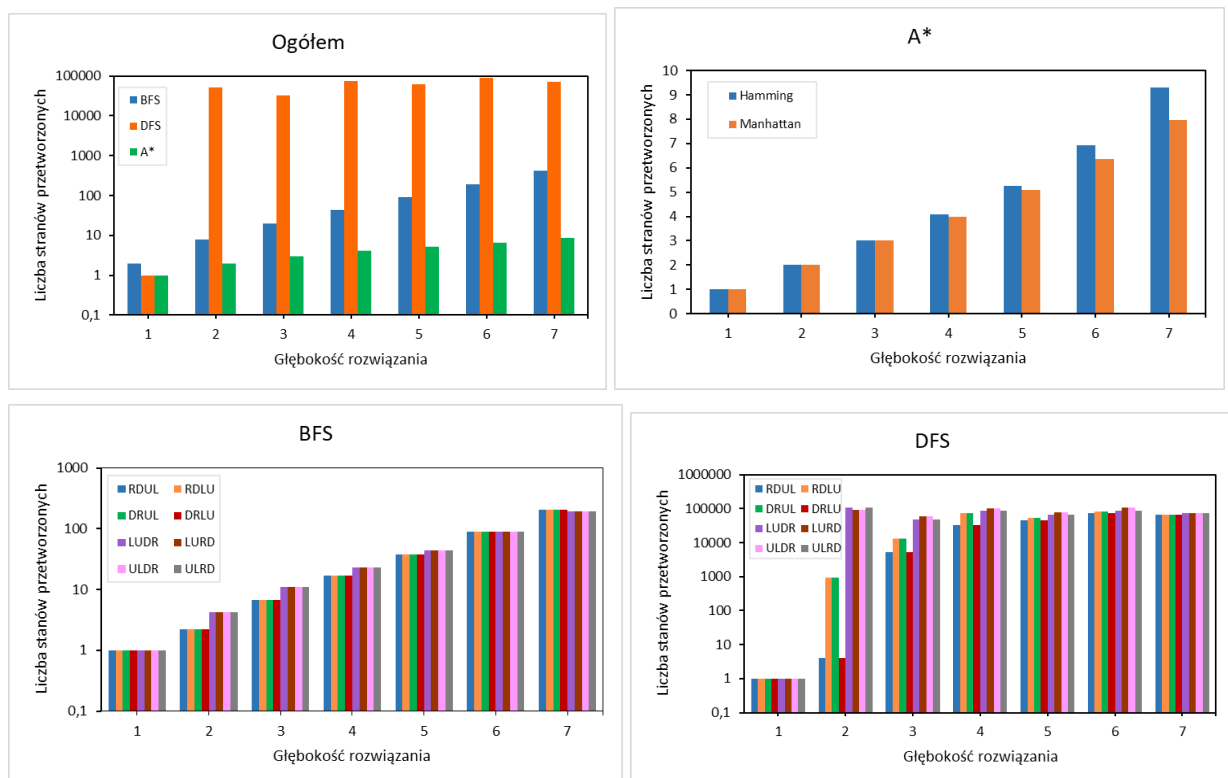 Ogółem
Liczba stranów przetworzonych
100000
10000
1000
100
10
1
0,1
BFS
DFS
A*
1 2 3 4 5 6 7
Głębokość rozwiązania
A*
Liczba stranów przetworzonych
10
9
8
7
6
5
4
3
2
1
0
Hamming
Manhattan
1 2 3 4 5 6 7
Głębokość rozwiązania
BFS
Liczba stanów przetworzonych
1000
100
10
1
0,1
RDUL RDLU
DRUL DRLU
LUDR LURD
ULDR ULRD
1 2 3 4 5 6 7
Głębokość rozwiązania
DFS
Liczba stanów przetworzonych
1000000
100000
10000
1000
100
10
1
0,1
RDUL RDLU
DRUL DRLU
LUDR LURD
ULDR ULRD
1 2 3 4 5 6 7
Głębokość rozwiązania